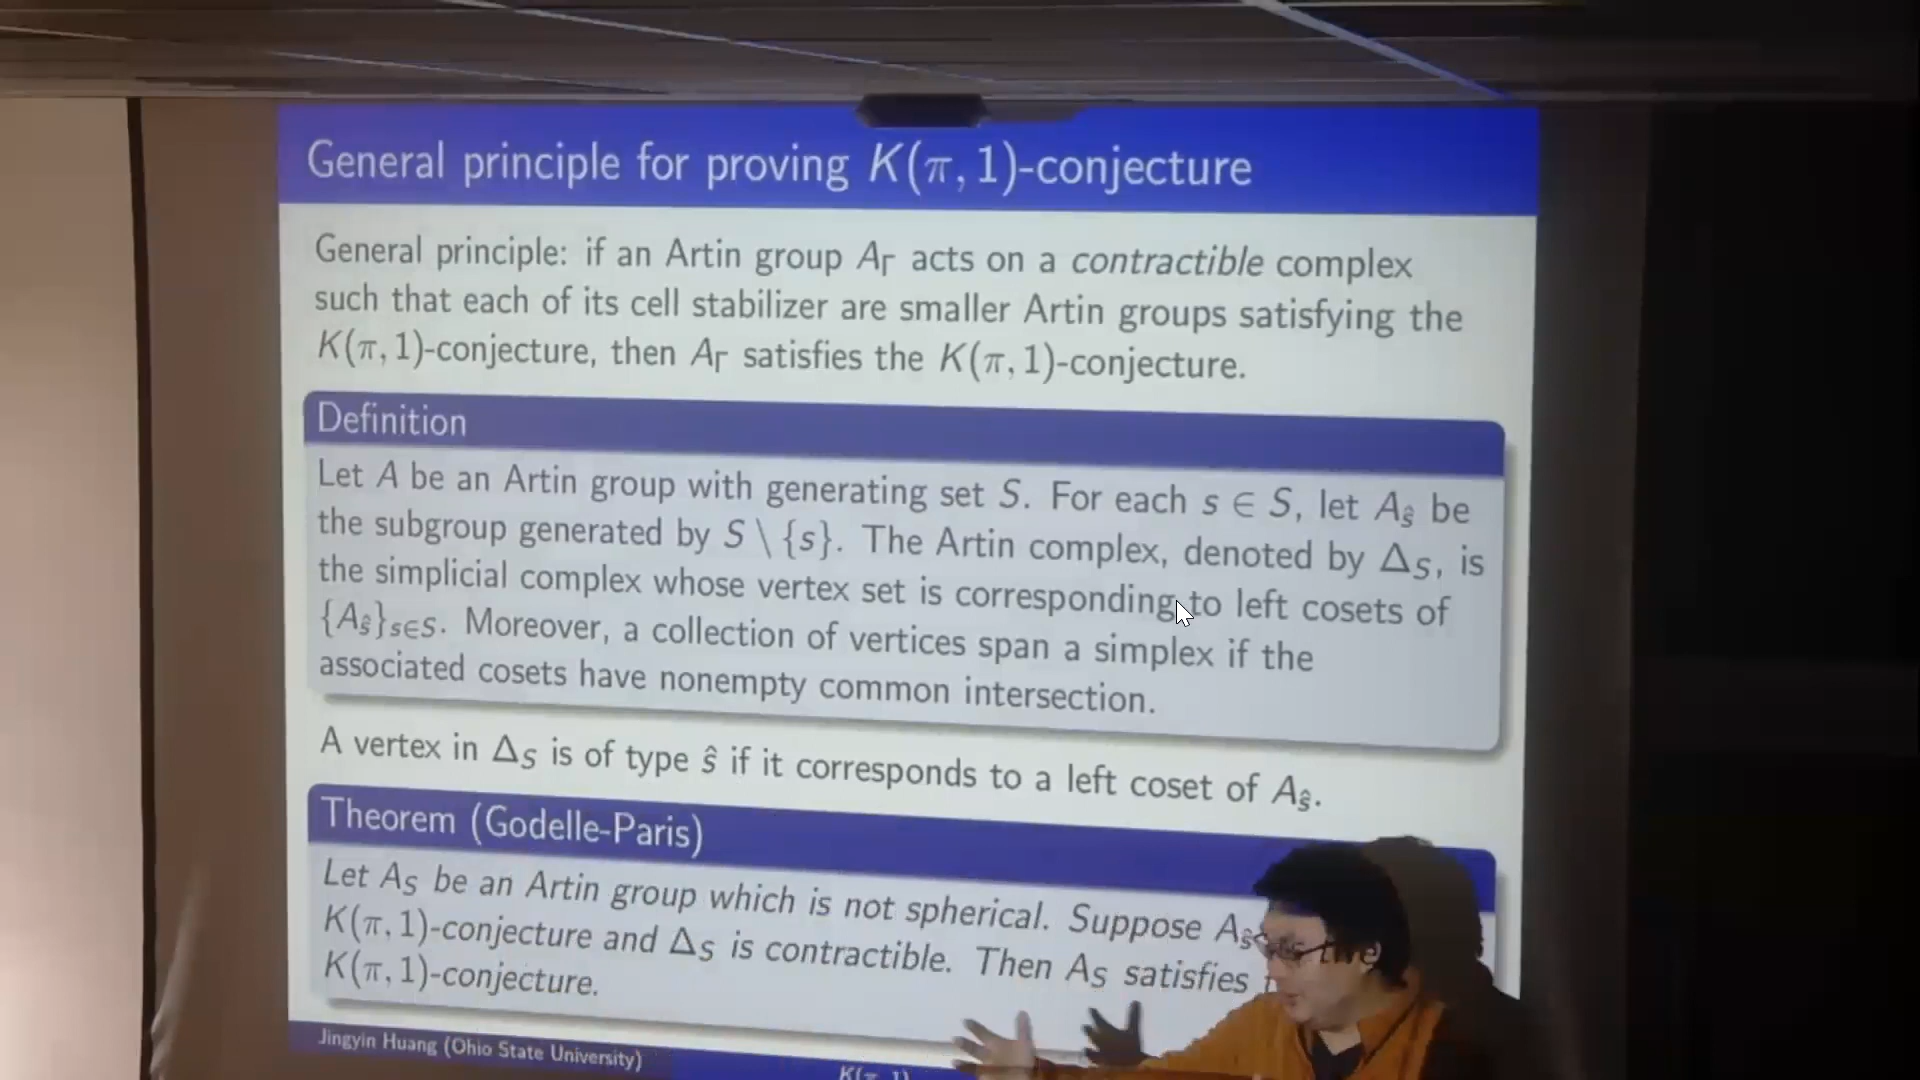 General principle for proving K(π, 1)-conjecture
General principle: if an Artin group A_Γ acts on a contractible complex
such that each of its cell stabilizer are smaller Artin groups satisfying the
K(π, 1)-conjecture, then A_Γ satisfies the K(π, 1)-conjecture.
Definition
Let A be an Artin group with generating set S. For each s ∈ S, let A_ŝ be
the subgroup generated by S \ {s}. The Artin complex, denoted by Δ_S, is
the simplicial complex whose vertex set is corresponding to left cosets of
{A_ŝ}_{s∈S}. Moreover, a collection of vertices span a simplex if the
associated cosets have nonempty common intersection.
A vertex in Δ_S is of type ŝ if it corresponds to a left coset of A_ŝ.
Theorem (Godelle-Paris)
Let A_S be an Artin group which is not spherical. Suppose A_ŝ
K(π, 1)-conjecture and Δ_S is contractible. Then A_S satisfies
K(π, 1)-conjecture.
Jingyin Huang (Ohio State University)
K(π, 1)